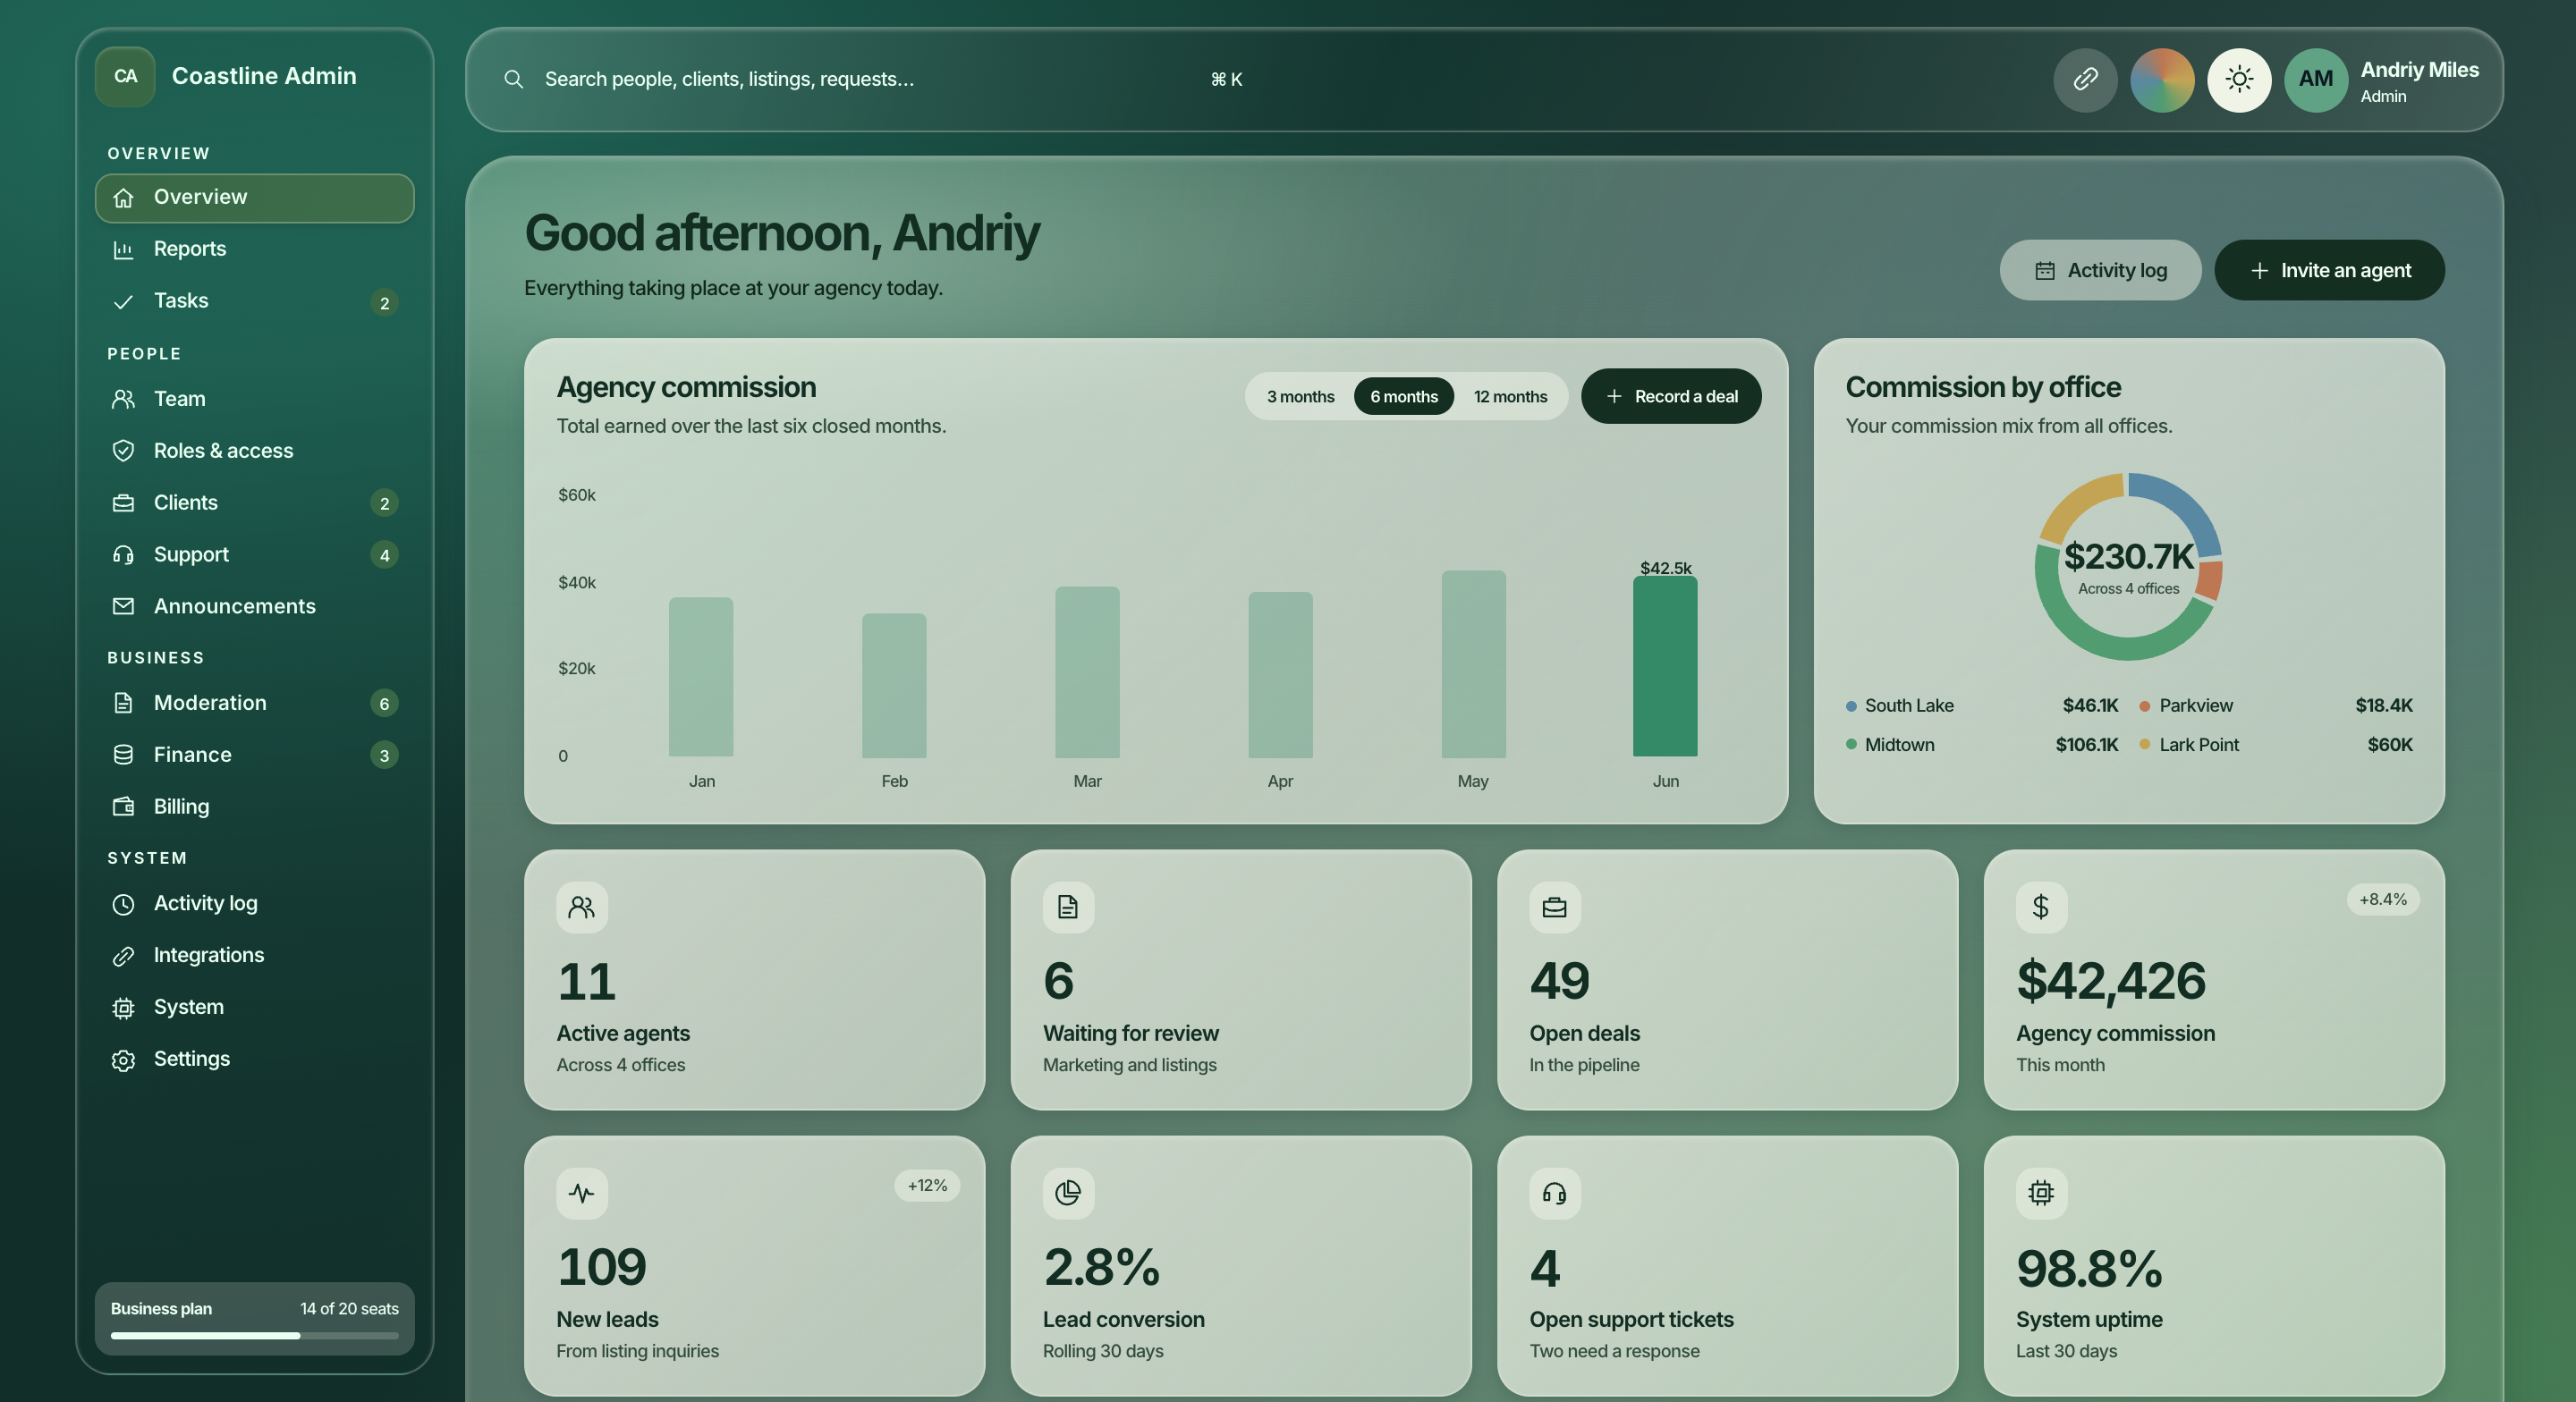 CA
Coastline Admin
OVERVIEW
Overview
Reports
Tasks
2
PEOPLE
Team
Roles & access
Clients
2
Support
4
Announcements
BUSINESS
Moderation
6
Finance
3
Billing
SYSTEM
Activity log
Integrations
System
Settings
Business plan
14 of 20 seats
Search people, clients, listings, requests...
⌘ K
AM
Andriy Miles
Admin
Good afternoon, Andriy
Everything taking place at your agency today.
Activity log
Invite an agent
Agency commission
Total earned over the last six closed months.
3 months
6 months
12 months
Record a deal
$60k
$40k
$20k
0
$42.5k
Jan
Feb
Mar
Apr
May
Jun
Commission by office
Your commission mix from all offices.
$230.7K
Across 4 offices
South Lake
$46.1K
Parkview
$18.4K
Midtown
$106.1K
Lark Point
$60K
11
Active agents
Across 4 offices
6
Waiting for review
Marketing and listings
49
Open deals
In the pipeline
+8.4%
$42,426
Agency commission
This month
+12%
109
New leads
From listing inquiries
2.8%
Lead conversion
Rolling 30 days
4
Open support tickets
Two need a response
98.8%
System uptime
Last 30 days